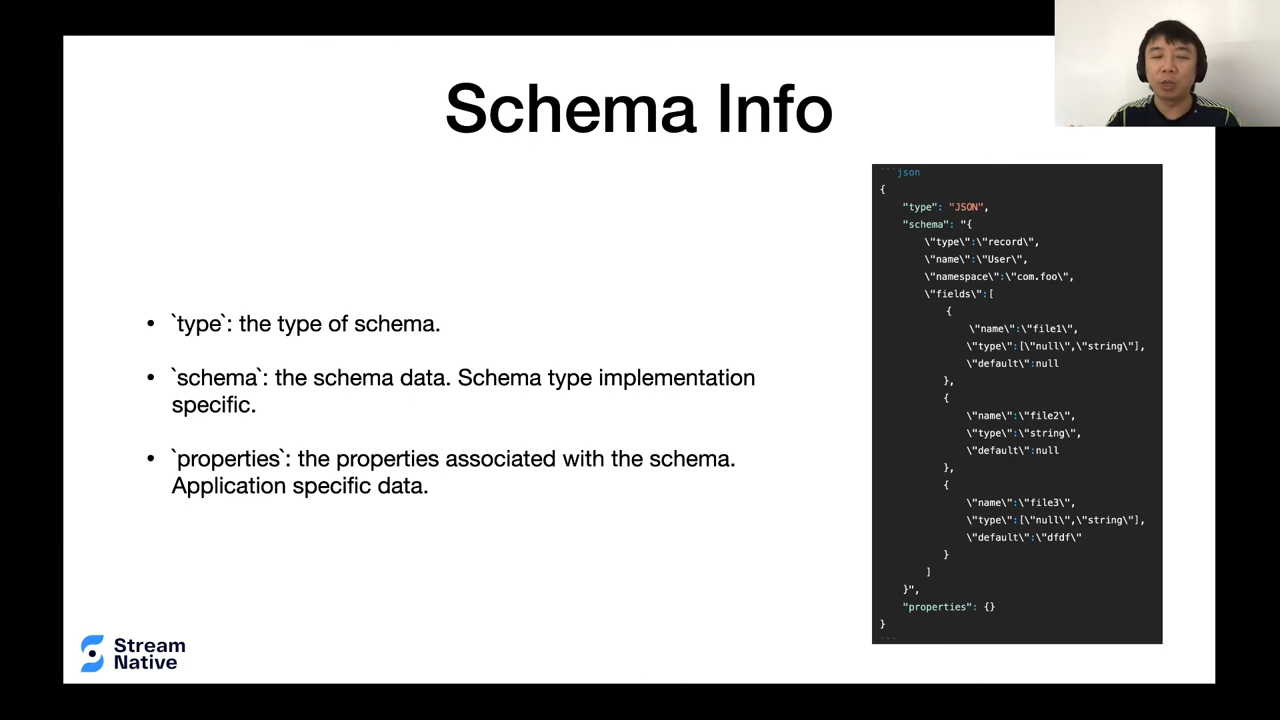 Schema Info
• `type`: the type of schema.
• `schema`: the schema data. Schema type implementation
specific.
• `properties`: the properties associated with the schema.
Application specific data.
```json
{
"type": "JSON",
"schema": "{
\"type\":\"record\",
\"name\":\"User\",
\"namespace\":\"com.foo\",
\"fields\":[
{
\"name\":\"file1\",
\"type\":[\"null\",\"string\"],
\"default\":null
},
{
\"name\":\"file2\",
\"type\":\"string\",
\"default\":null
},
{
\"name\":\"file3\",
\"type\":[\"null\",\"string\"],
\"default\":\"dfdf\"
}
]
}",
"properties": {}
}
```
Stream
Native